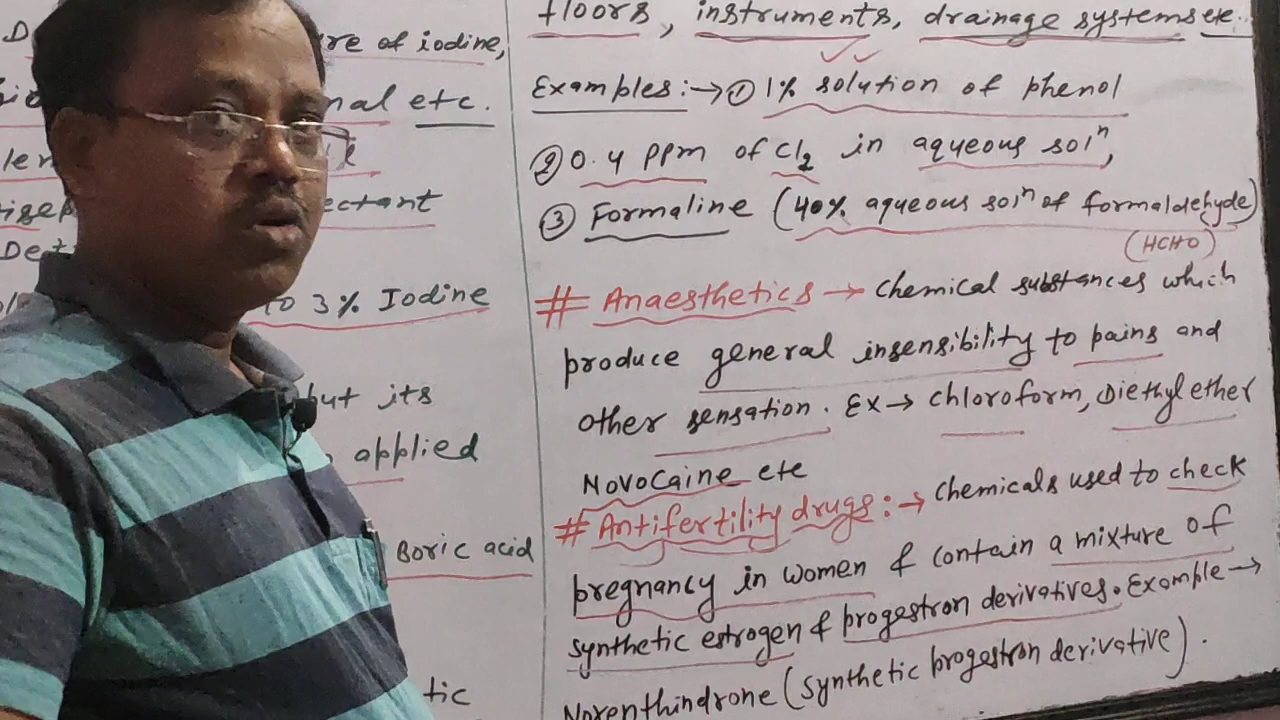 re of iodine,
nal etc.
ectant
to 3% Iodine
but its
applied
Boric acid
tic
floors, instruments, drainage systems etc..
Examples :→ ① 1% solution of phenol
② 0.4 ppm of Cl₂ in aqueous solⁿ,
③ Formaline (40% aqueous solⁿ of formaldehyde)
(HCHO)
# Anaesthetics → Chemical substances which
produce general insensibility to pains and
other sensation. Ex → chloroform, Diethyl ether
Novocaine etc
# Antifertility drugs :→ Chemicals used to check
pregnancy in women & contain a mixture of
synthetic estrogen & progestron derivatives. Example →
Norenthindrone (synthetic progestron derivative).